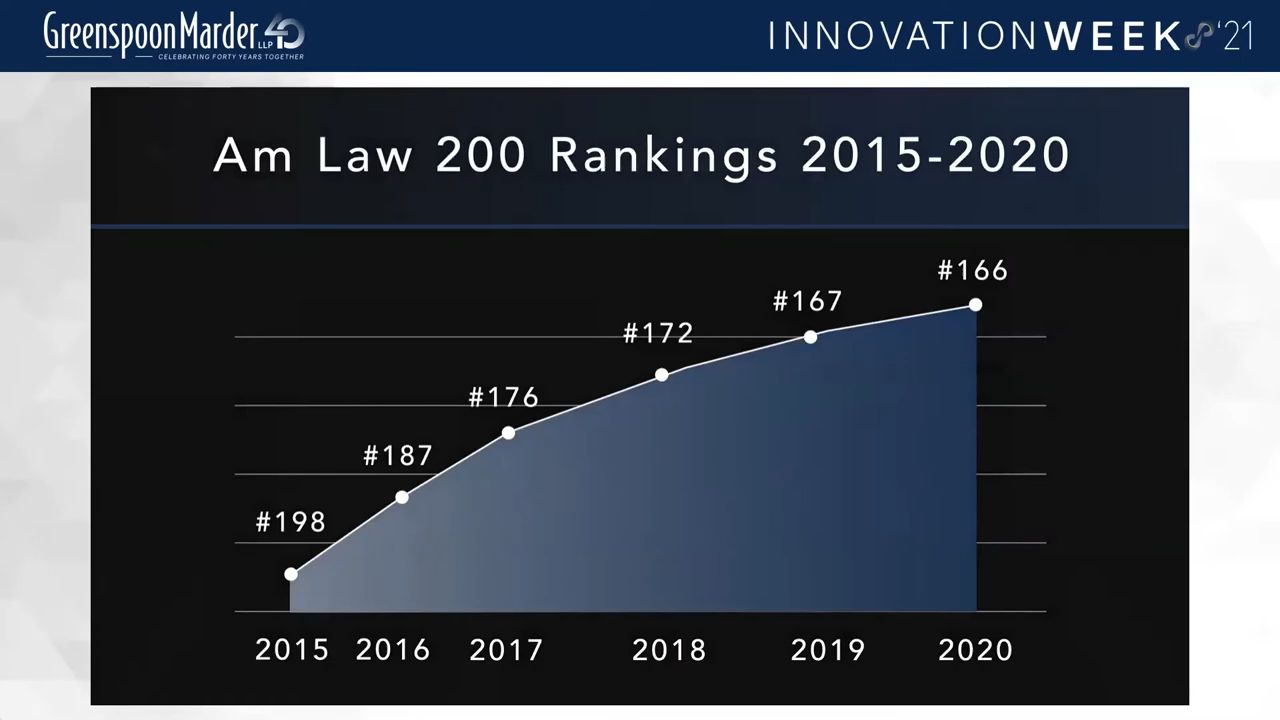 GreenspoonMarder LLP 40
CELEBRATING FORTY YEARS TOGETHER
INNOVATIONWEEK '21
Am Law 200 Rankings 2015-2020
#166
#167
#172
#176
#187
#198
2015 2016 2017 2018 2019 2020